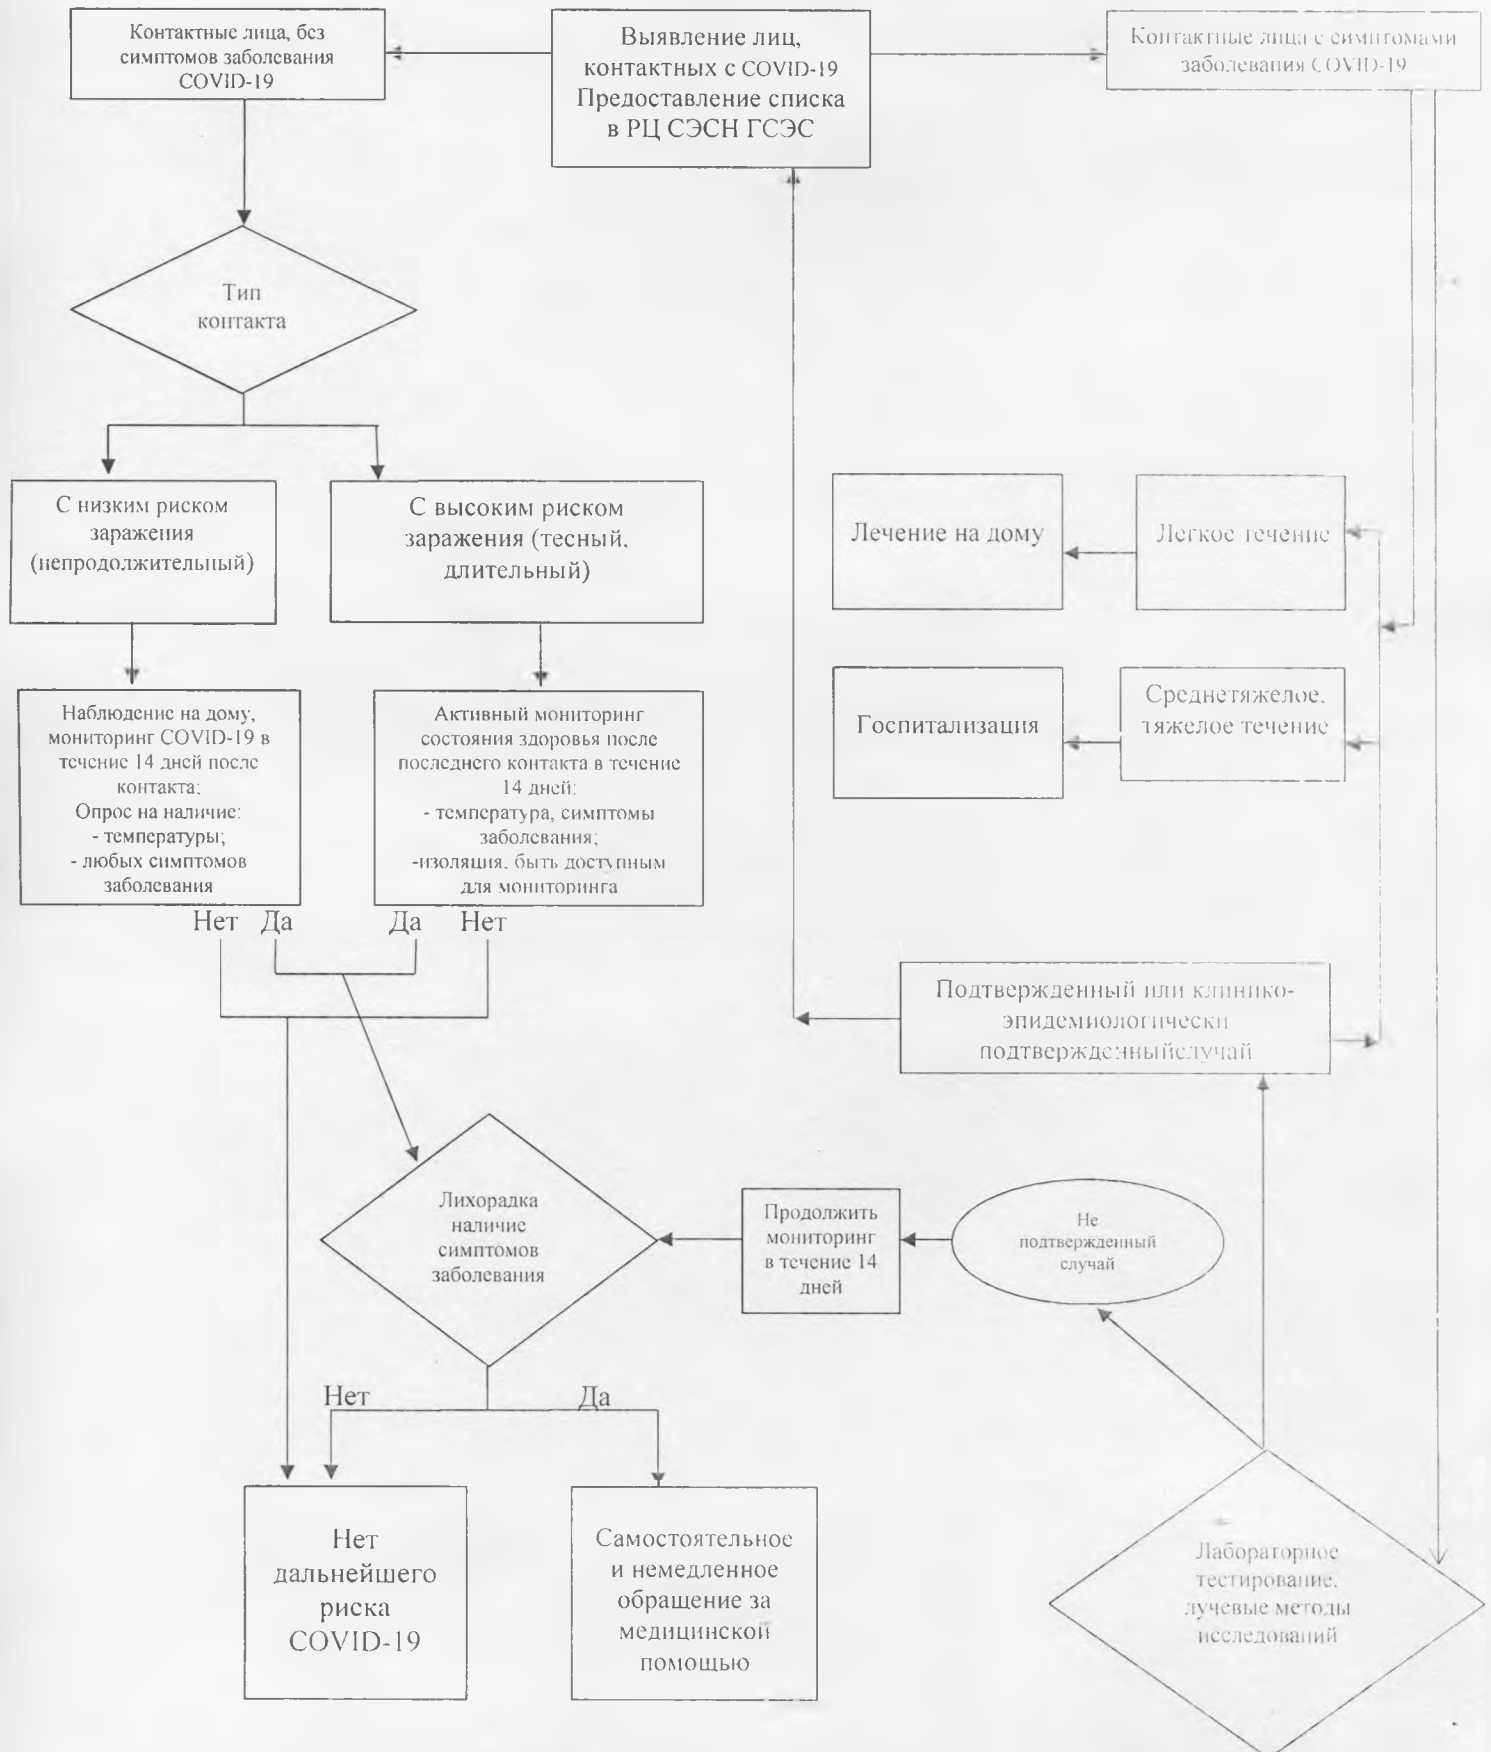 Контактные лица, без
симптомов заболевания
COVID-19
Выявление лиц,
контактных с COVID-19
Предоставление списка
в РЦ СЭСН ГСЭС
Контактные лица с симптомами
заболевания COVID-19
Тип
контакта
С низким риском
заражения
(непродолжительный)
С высоким риском
заражения (тесный,
длительный)
Лечение на дому
Легкое течение
Госпитализация
Среднетяжелое,
тяжелое течение
Наблюдение на дому,
мониторинг COVID-19 в
течение 14 дней после
контакта;
Опрос на наличие:
- температуры;
- любых симптомов
заболевания
Активный мониторинг
состояния здоровья после
последнего контакта в течение
14 дней:
- температура, симптомы
заболевания;
-изоляция, быть доступным
для мониторинга
Нет Да
Да Нет
Подтвержденный или клинико-
эпидемиологически
подтвержденныйслучай
Лихорадка
наличие
симптомов
заболевания
Продолжить
мониторинг
в течение 14
дней
Не
подтвержденный
случай
Нет
Да
Нет
дальнейшего
риска
COVID-19
Самостоятельное
и немедленное
обращение за
медицинской
помощью
Лабораторное
тестирование,
лучевые методы
исследований